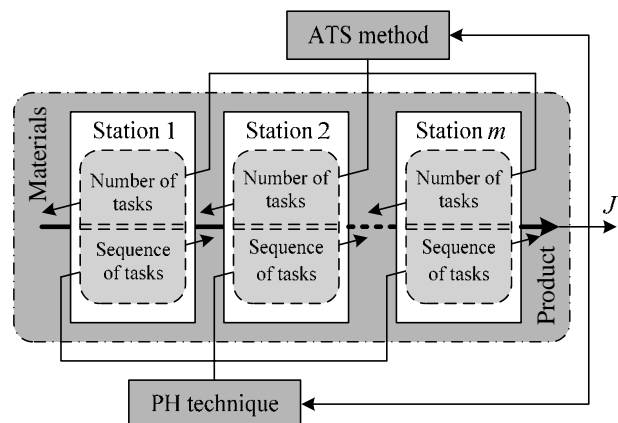 ATS method
Materials
Station 1
Station 2
Station m
Number of
tasks
Number of
tasks
Number of
tasks
Sequence
of tasks
Sequence
of tasks
Sequence
of tasks
J
Product
PH technique